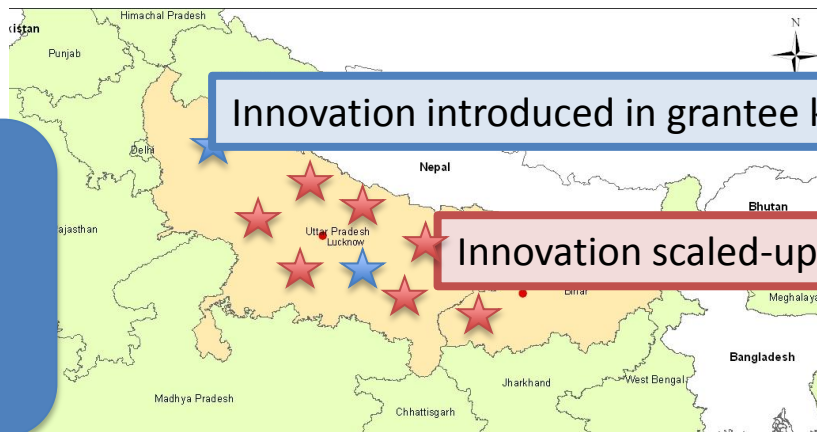 Himachal Pradesh
kistan
N
Punjab
Innovation introduced in grantee
Delhi
Nepal
Bhutan
ajasthan
Uttar Pradesh
Lucknow
Innovation scaled-up
Bihar
Meghalaya
Bangladesh
Jharkhand
West Bengal
Madhya Pradesh
Chhattisgarh